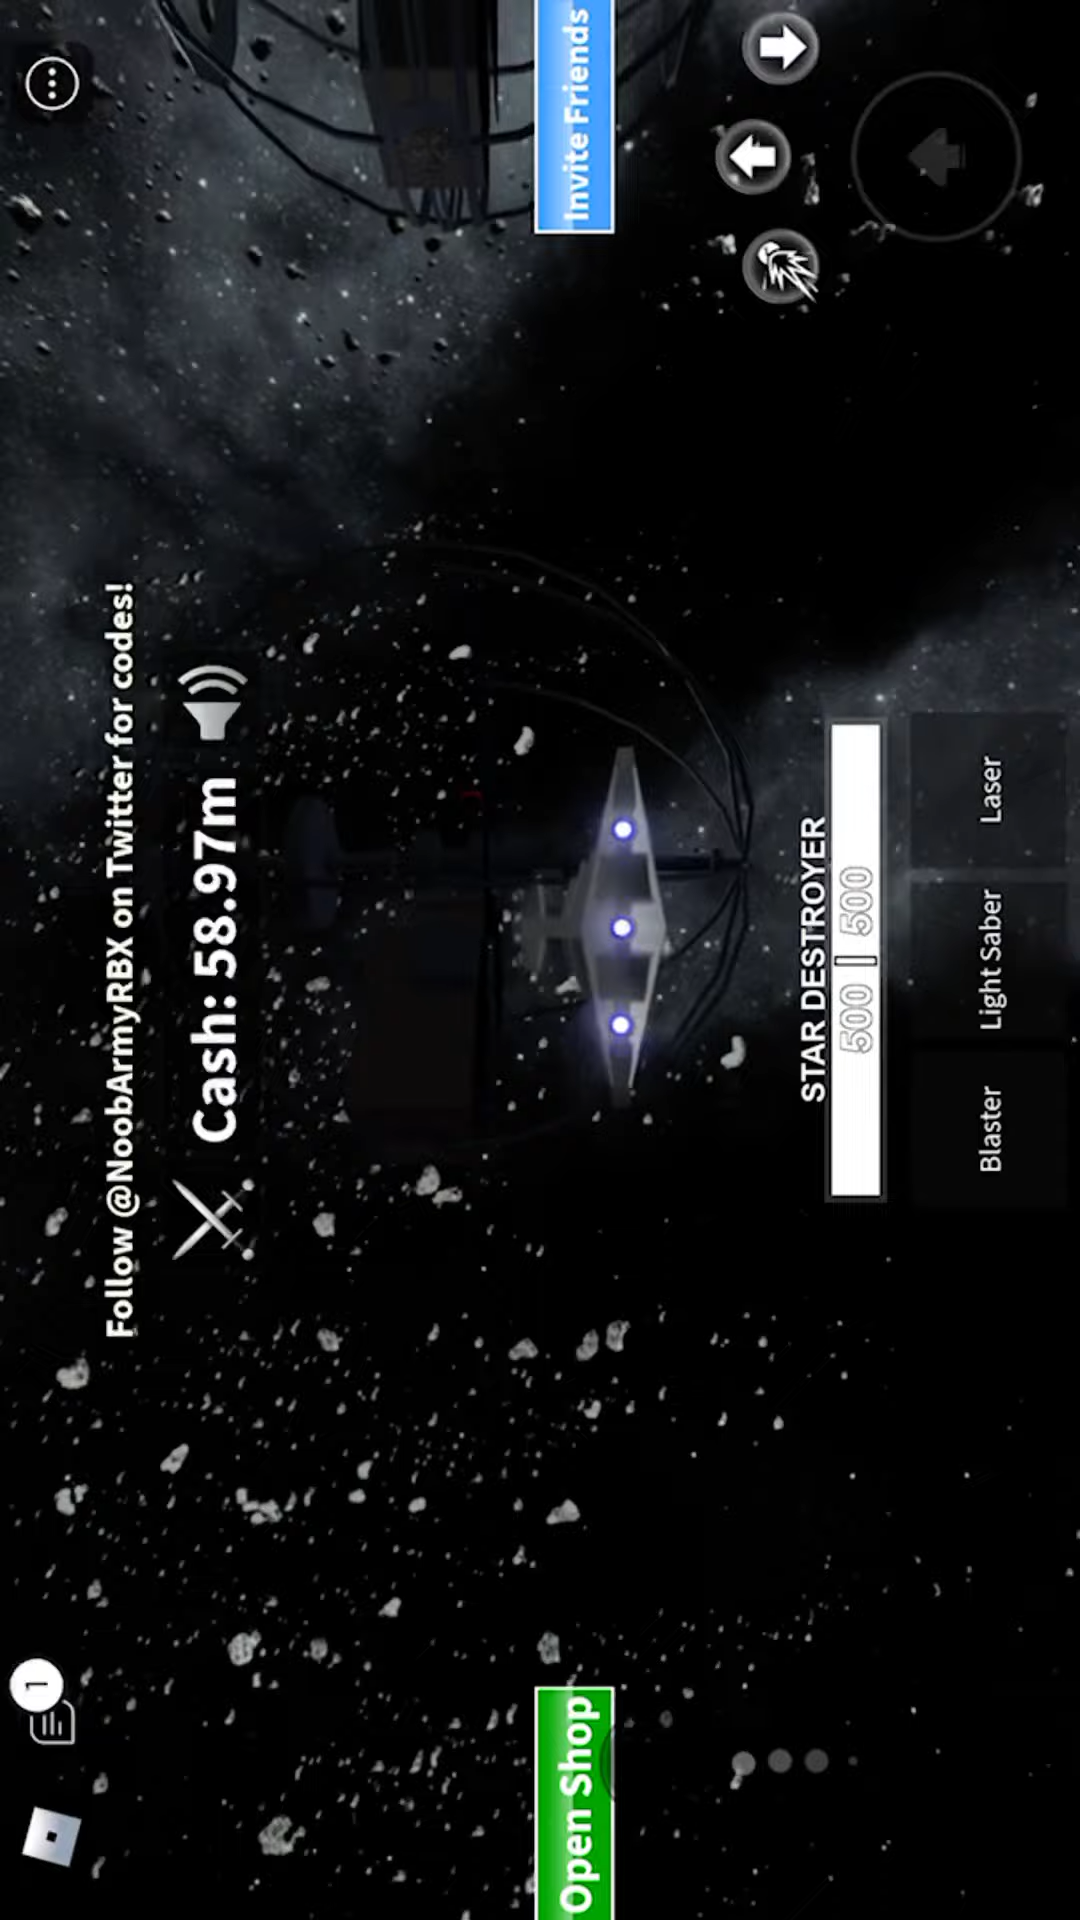 1
Follow @NoobArmyRBX on Twitter for codes!
Cash: 58.97m
Open Shop
Invite Friends
STAR DESTROYER
500 | 500
Blaster
Light Saber
Laser